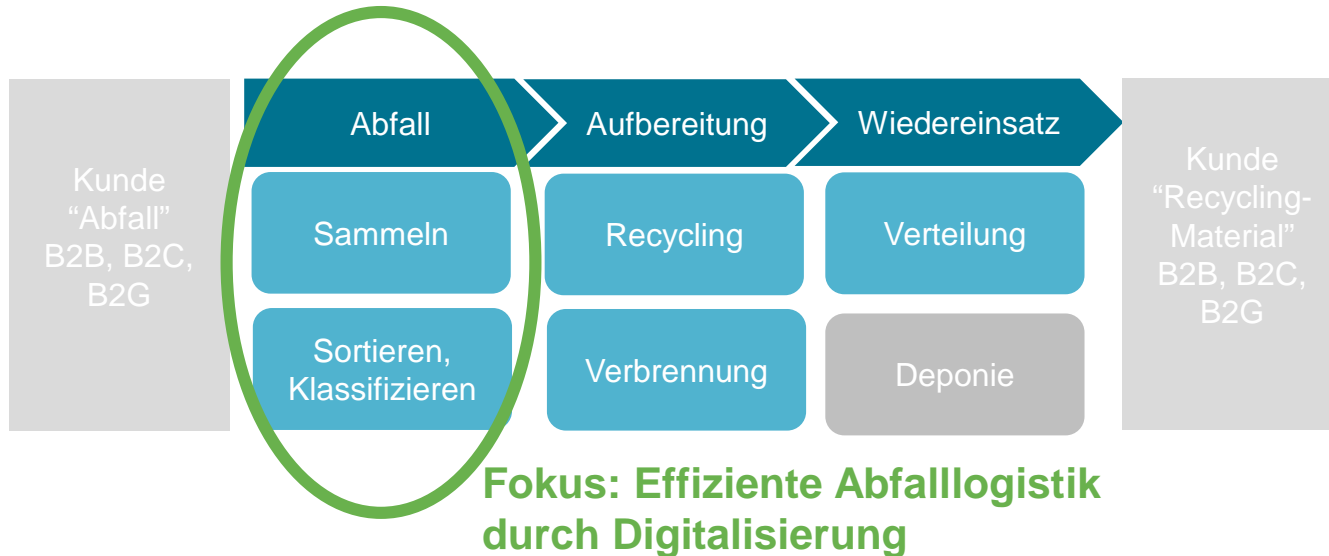 Kunde
“Abfall”
B2B, B2C,
B2G
Abfall
Aufbereitung
Wiedereinsatz
Sammeln
Recycling
Verteilung
Sortieren,
Klassifizieren
Verbrennung
Deponie
Kunde
“Recycling-
Material”
B2B, B2C,
B2G
Fokus: Effiziente Abfalllogistik
durch Digitalisierung